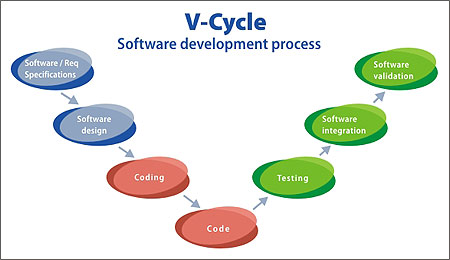 V-Cycle
Software development process
Software / Req
Specifications
Software
design
Coding
Code
Testing
Software
integration
Software
validation